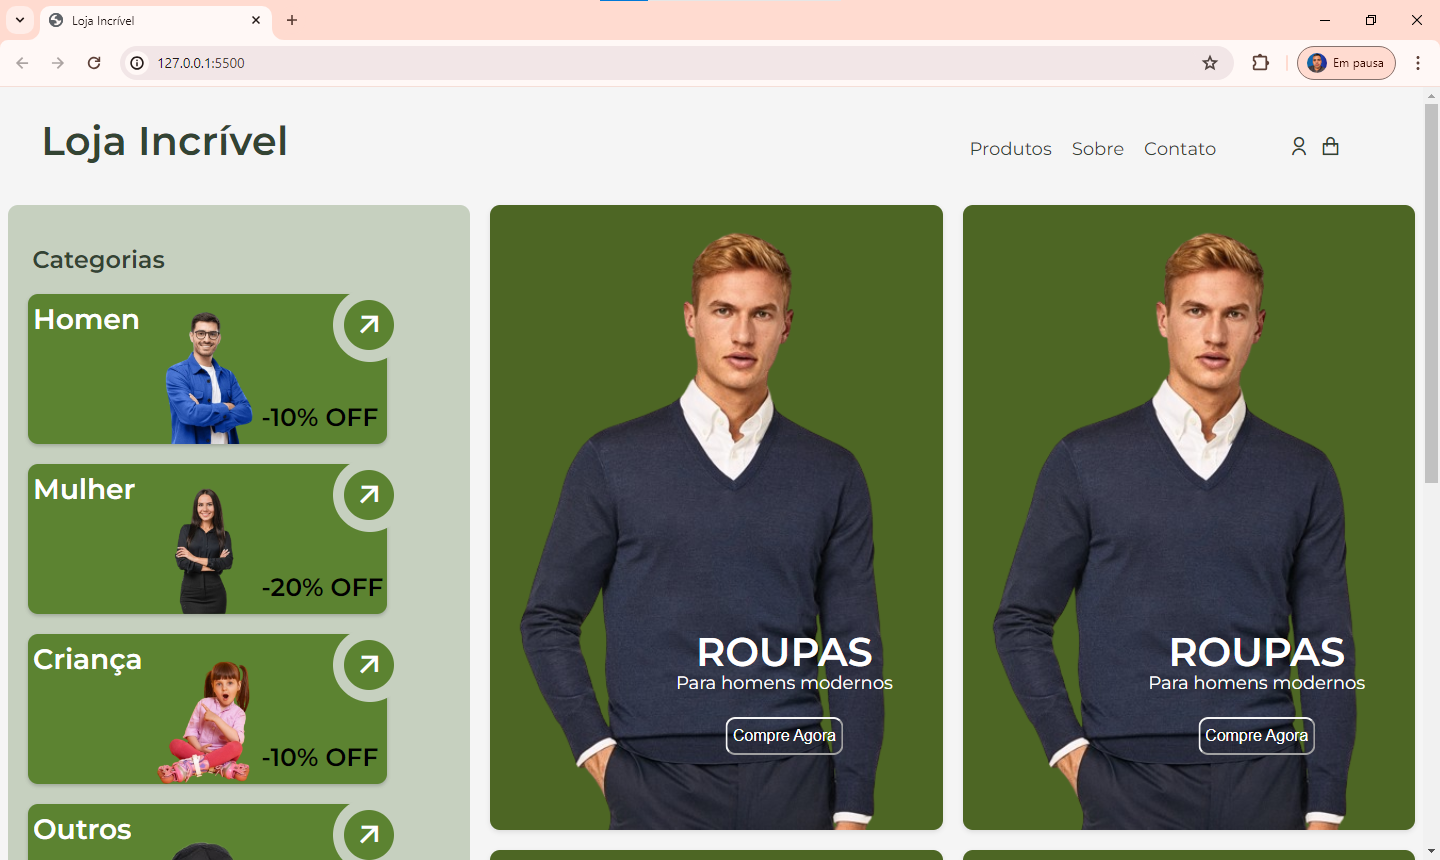 Loja Incrível
127.0.0.1:5500
Em pausa
Loja Incrível
Produtos Sobre Contato
Categorias
Homen
-10% OFF
Mulher
-20% OFF
Criança
-10% OFF
Outros
ROUPAS
Para homens modernos
Compre Agora
ROUPAS
Para homens modernos
Compre Agora